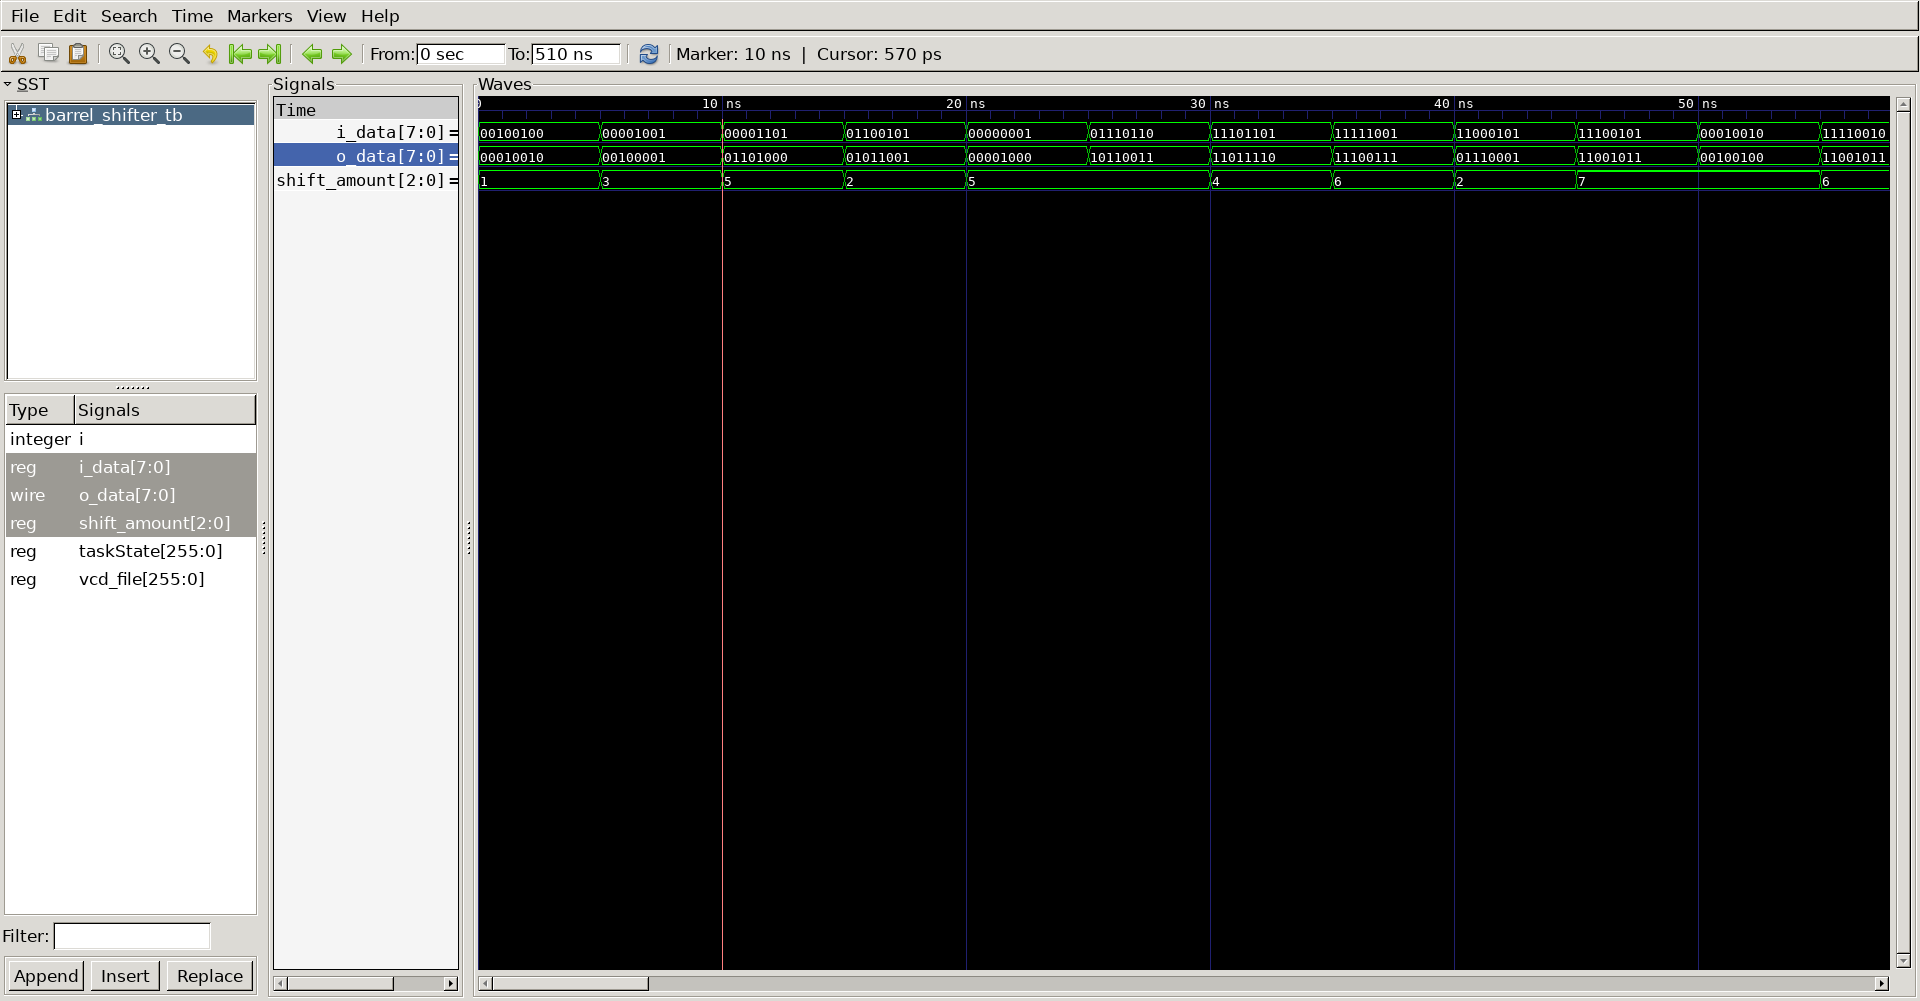 File Edit Search Time Markers View Help
From: 0 sec To: 510 ns Marker: 10 ns | Cursor: 570 ps
SST
barrel_shifter_tb
Type Signals
integer i
reg i_data[7:0]
wire o_data[7:0]
reg shift_amount[2:0]
reg taskState[255:0]
reg vcd_file[255:0]
Filter:
Append Insert Replace
Signals
Time
i_data[7:0] =
o_data[7:0] =
shift_amount[2:0] =
Waves
0 10 ns 20 ns 30 ns 40 ns 50 ns
00100100 00001001 00001101 01100101 00000001 01110110 11101101 11111001 11000101 11100101 00010010 11110010
00010010 00100001 01101000 01011001 00001000 10110011 11011110 11100111 01110001 11001011 00100100 11001011
1 3 5 2 5 4 6 2 7 6